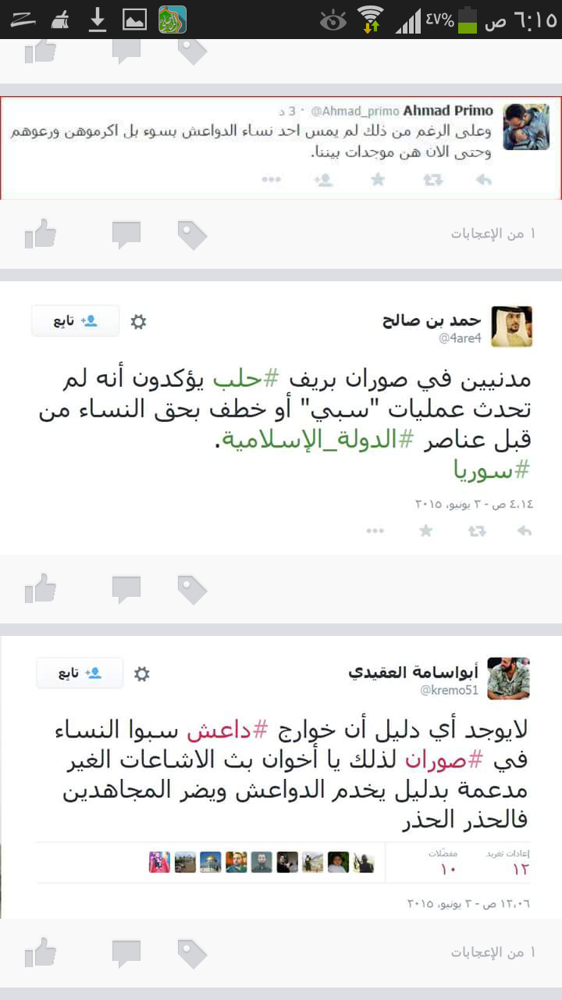 ٦:١٥ ص ٤٧%
Ahmad Primo @Ahmad_primo · 3 د
وعلى الرغم من ذلك لم يمس احد نساء الدواعش بسوء بل اكرموهن ورعوهم
وحتى الان هن موجدات بيننا.
١ من الإعجابات
حمد بن صالح
@4are4
تابِع
مدنيين في صوران بريف #حلب يؤكدون أنه لم
تحدث عمليات "سبي" أو خطف بحق النساء من
قبل عناصر #الدولة_الإسلامية.
#سوريا
٤،١٤ ص - ٣ يونيو، ٢٠١٥
أبواسامة العقيدي
@kremo51
تابِع
لايوجد أي دليل أن خوارج #داعش سبوا النساء
في #صوران لذلك يا أخوان بث الاشاعات الغير
مدعمة بدليل يخدم الدواعش ويضر المجاهدين
فالحذر الحذر
إعادات تغريد مفضّلات
١٢ ١٠
١٢،٠٦ ص - ٣ يونيو، ٢٠١٥
١ من الإعجابات